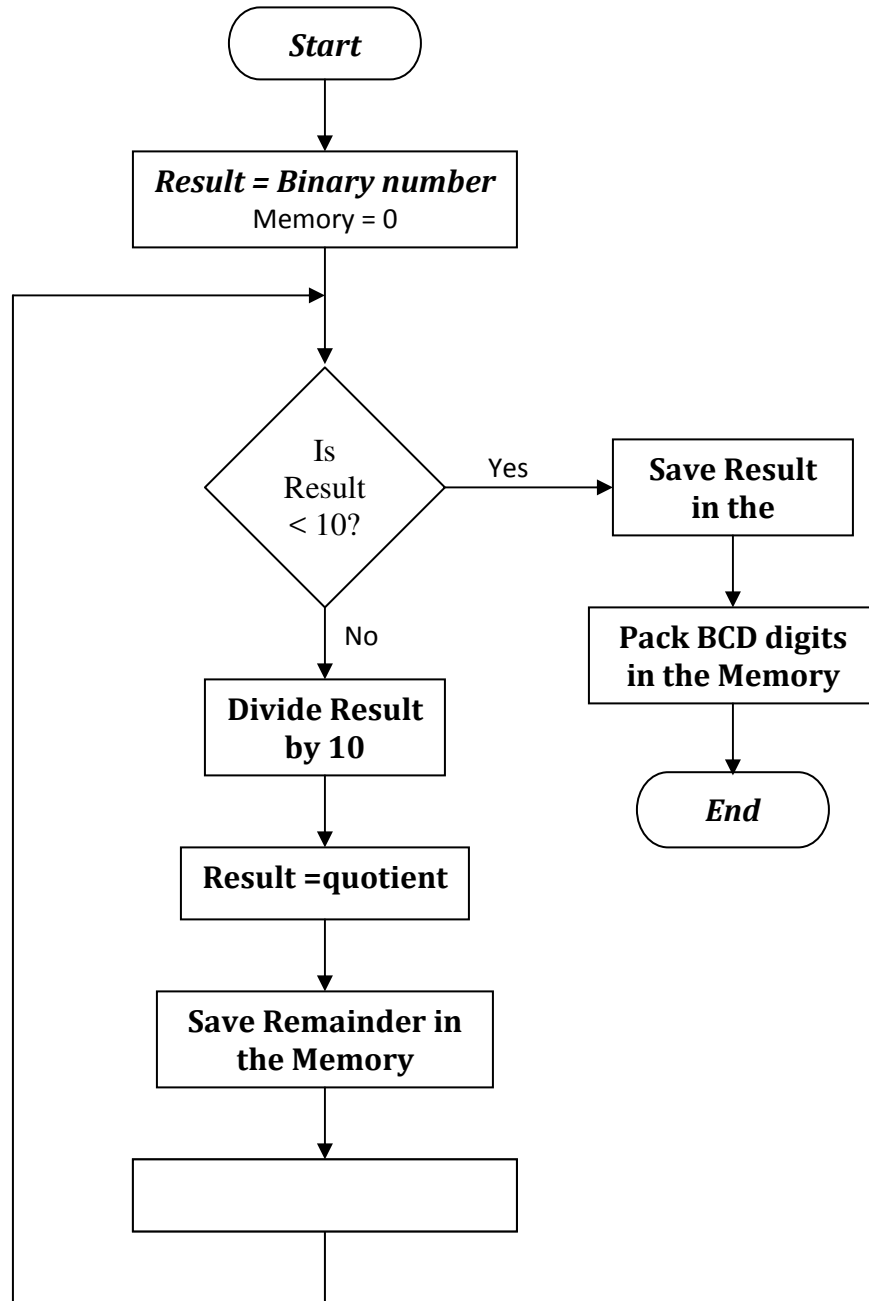 Start
Result = Binary number
Memory = 0
Is
Result
< 10?
Yes
Save Result
in the
Pack BCD digits
in the Memory
End
No
Divide Result
by 10
Result =quotient
Save Remainder in
the Memory